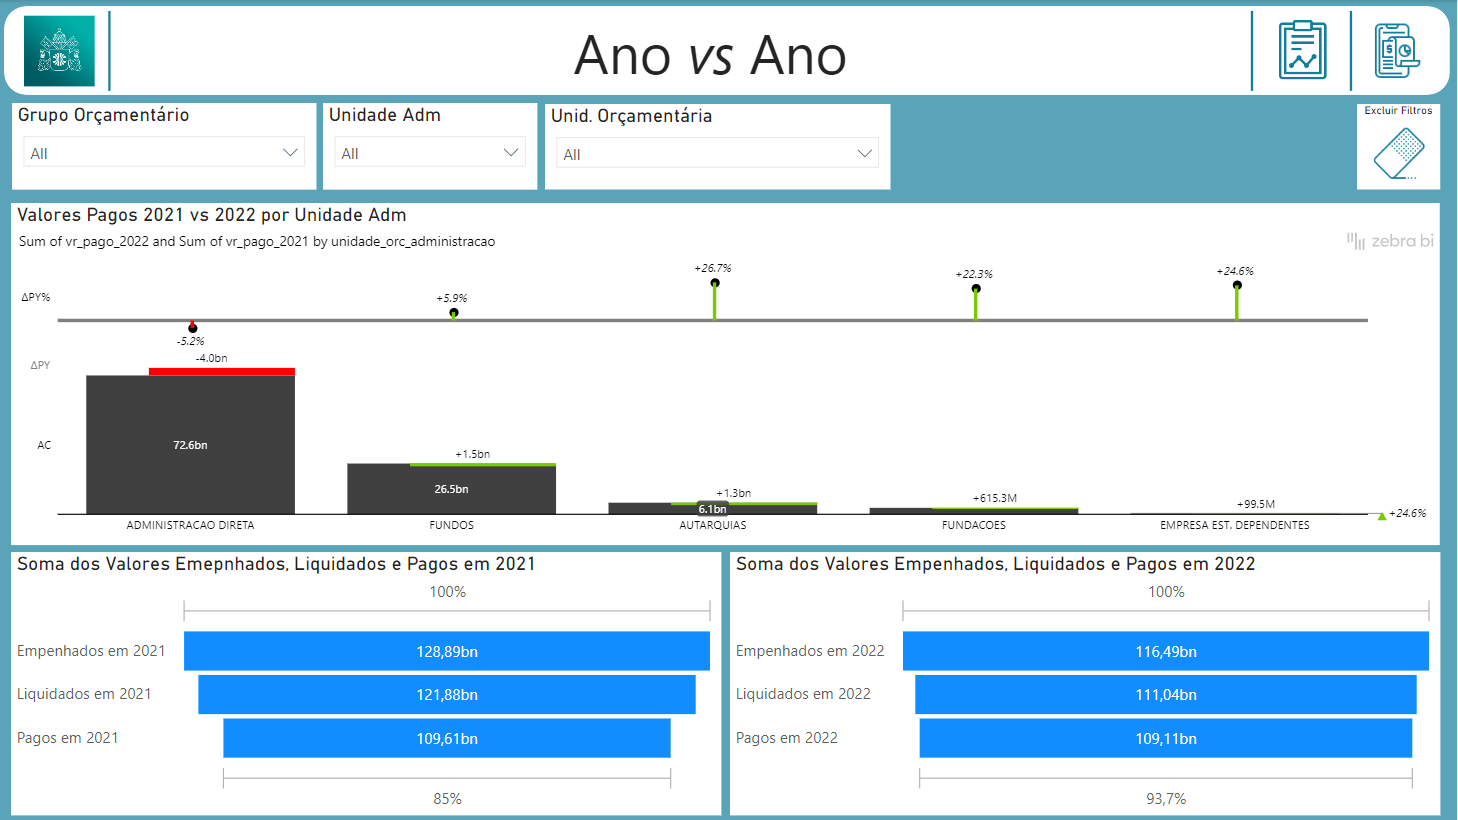 Ano vs Ano
Grupo Orçamentário
All
Unidade Adm
All
Unid. Orçamentária
All
Excluir Filtros
Valores Pagos 2021 vs 2022 por Unidade Adm
Sum of vr_pago_2022 and Sum of vr_pago_2021 by unidade_orc_administracao
zebra bi
ΔPY%
-5.2%
+5.9%
+26.7%
+22.3%
+24.6%
ΔPY
-4.0bn
+1.5bn
+1.3bn
+615.3M
+99.5M
AC
72.6bn
26.5bn
6.1bn
+24.6%
ADMINISTRACAO DIRETA
FUNDOS
AUTARQUIAS
FUNDACOES
EMPRESA EST. DEPENDENTES
Soma dos Valores Emepnhados, Liquidados e Pagos em 2021
100%
Empenhados em 2021
128,89bn
Liquidados em 2021
121,88bn
Pagos em 2021
109,61bn
85%
Soma dos Valores Empenhados, Liquidados e Pagos em 2022
100%
Empenhados em 2022
116,49bn
Liquidados em 2022
111,04bn
Pagos em 2022
109,11bn
93,7%